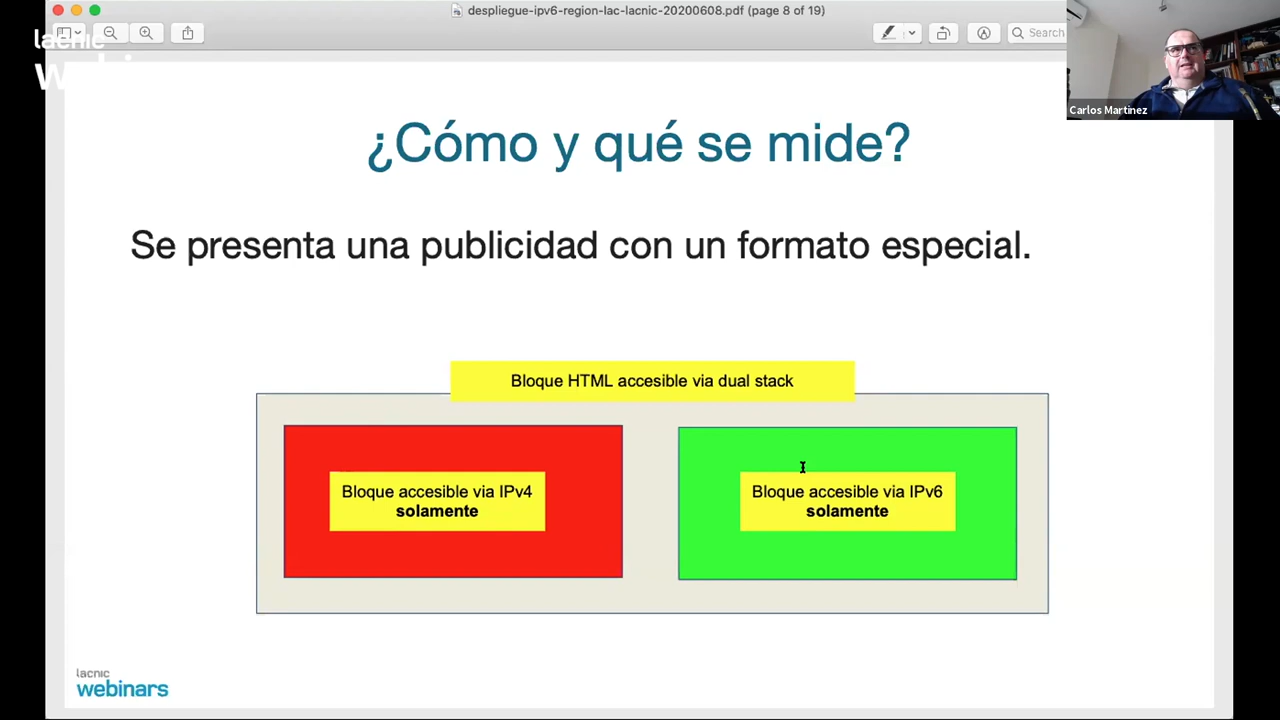 despliegue-ipv6-region-lac-lacnic-20200608.pdf (page 8 of 19)
Search
lacnic
Carlos Martinez
¿Cómo y qué se mide?
Se presenta una publicidad con un formato especial.
Bloque HTML accesible via dual stack
Bloque accesible via IPv4
solamente
Bloque accesible via IPv6
solamente
lacnic
webinars